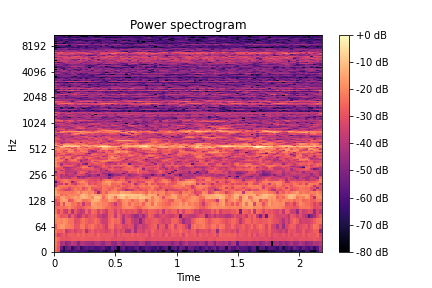 Power spectrogram
8192
4096
2048
1024
512
256
128
64
0
Hz
0
0.5
1
1.5
2
Time
+0 dB
-10 dB
-20 dB
-30 dB
-40 dB
-50 dB
-60 dB
-70 dB
-80 dB